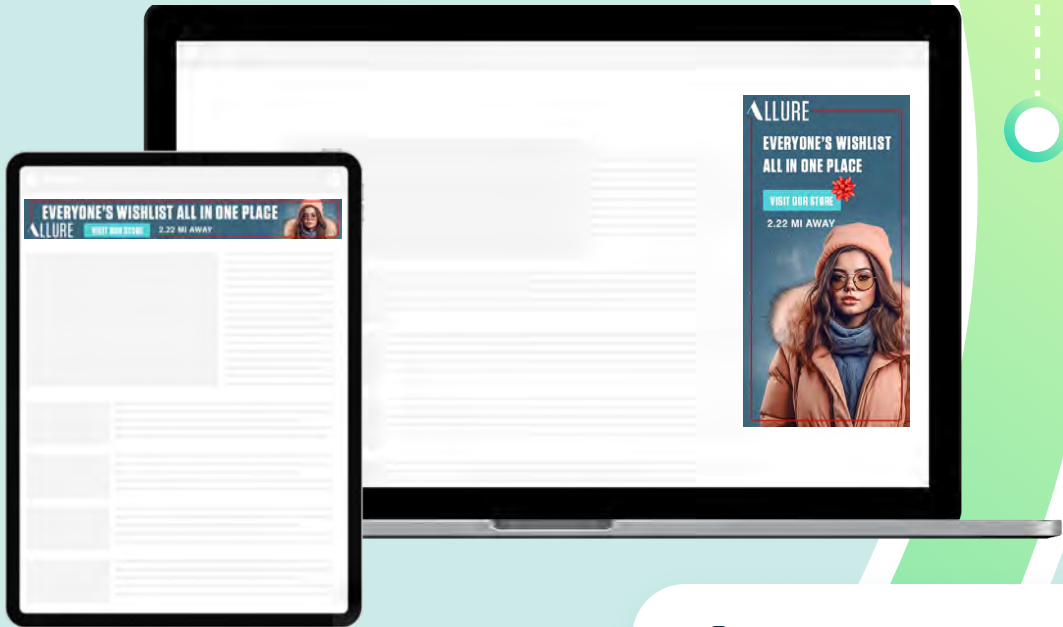 ALLURE
EVERYONE'S WISHLIST
ALL IN ONE PLACE
VISIT OUR STORE
2.22 MI AWAY
EVERYONE'S WISHLIST ALL IN ONE PLACE
ALLURE
VISIT OUR STORE
2.22 MI AWAY